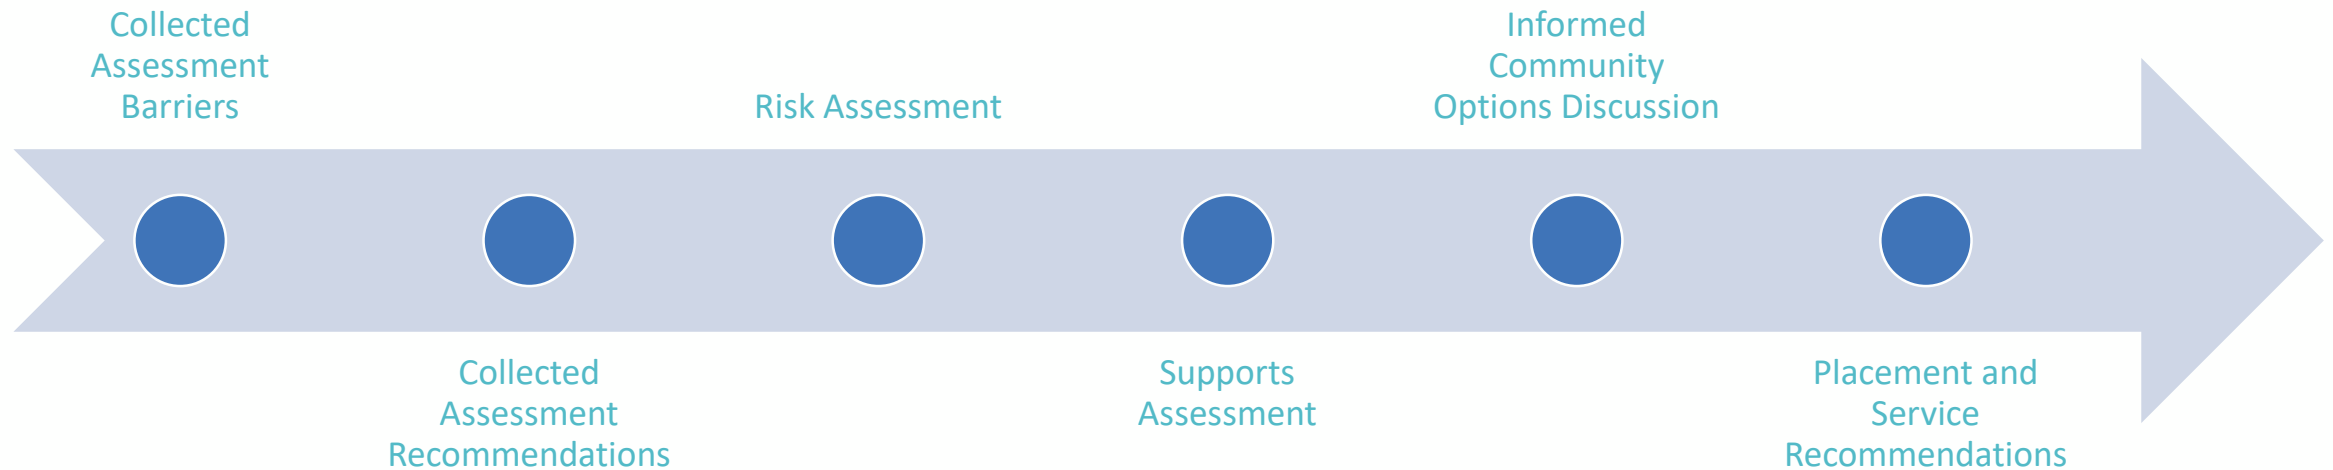 Collected
Assessment
Barriers
Collected
Assessment
Recommendations
Risk Assessment
Supports
Assessment
Informed
Community
Options Discussion
Placement and
Service
Recommendations